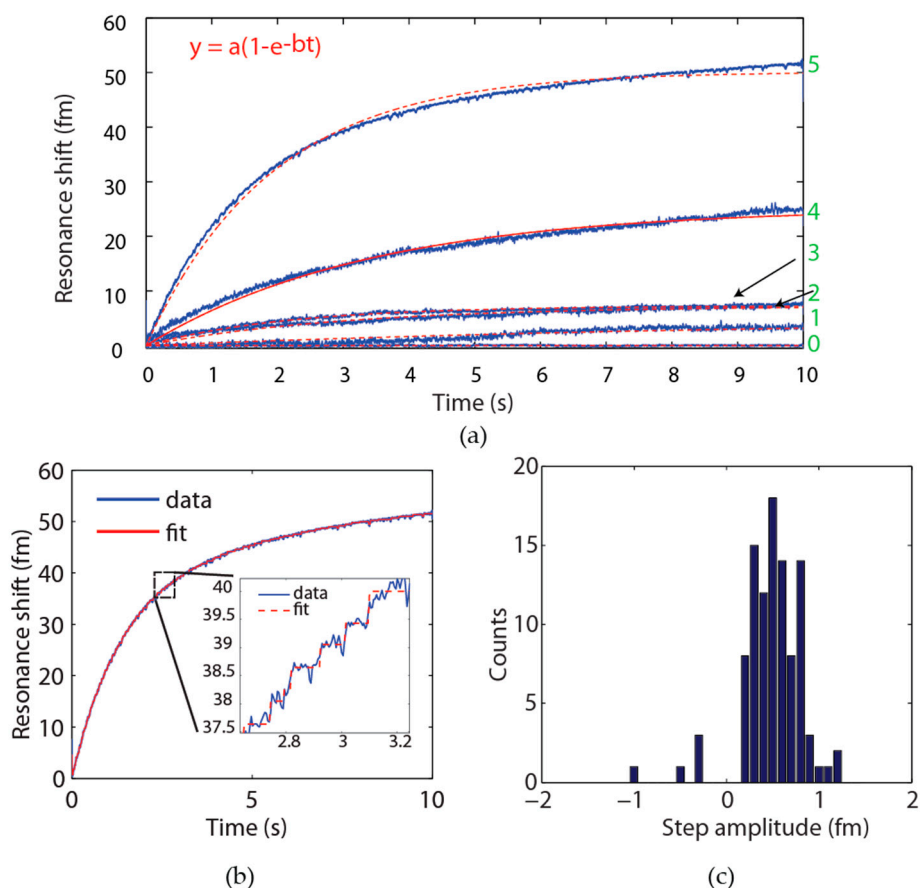 60
y = a(1-e-bt)
5
50
40
30
4
20
3
10
2
1
0
0
0 1 2 3 4 5 6 7 8 9 10
Resonance shift (fm)
Time (s)
(a)
60
data
50
fit
40
30
20
10
0
0 5 10
Resonance shift (fm)
Time (s)
40
data
fit
39.5
39
38.5
38
37.5
2.8 3 3.2
(b)
20
15
10
5
0
−2 −1 0 1 2
Counts
Step amplitude (fm)
(c)